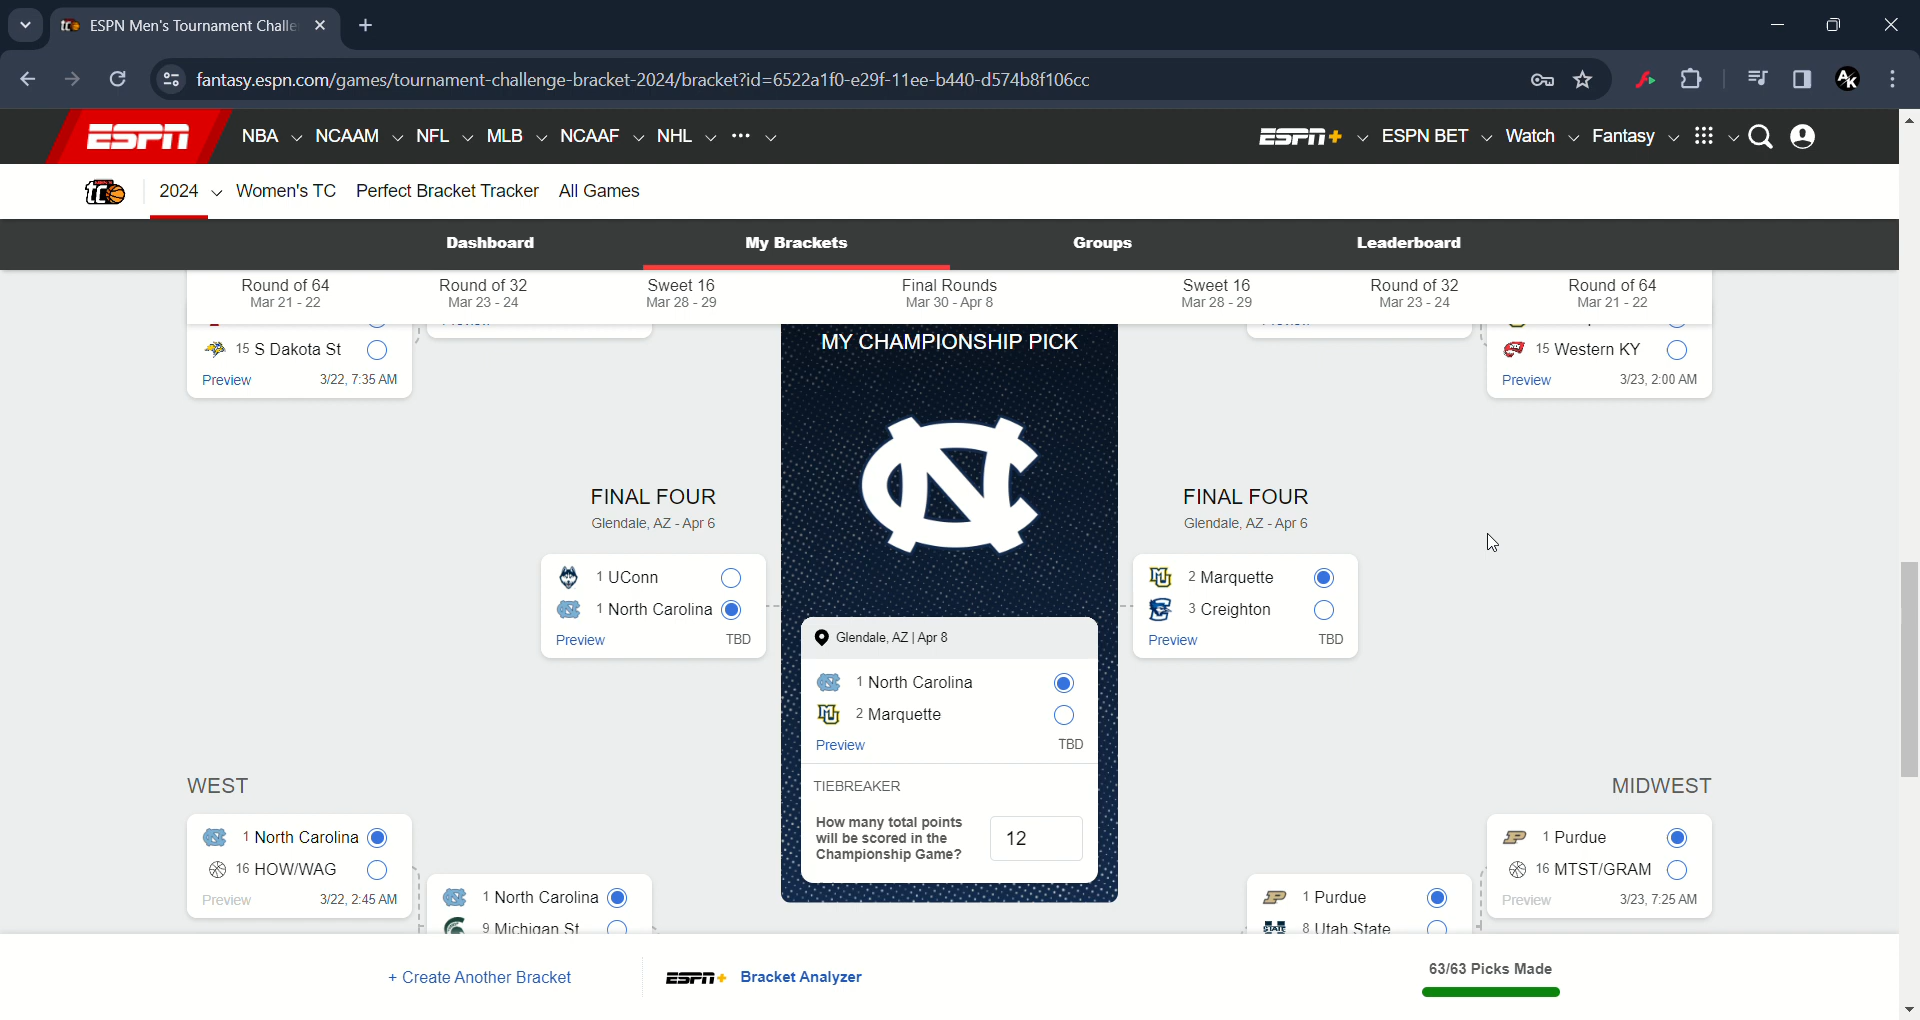 ESPN Men's Tournament Challe
fantasy.espn.com/games/tournament-challenge-bracket-2024/bracket?id=6522a1f0-e29f-11ee-b440-d574b8f106cc
ESPN NBA NCAAM NFL MLB NCAAF NHL ••• ESPN+ ESPN BET Watch Fantasy
2024 Women's TC Perfect Bracket Tracker All Games
Dashboard My Brackets Groups Leaderboard
Round of 64 Round of 32 Sweet 16 Final Rounds Sweet 16 Round of 32 Round of 64
Mar 21 - 22 Mar 23 - 24 Mar 28 - 29 Mar 30 - Apr 8 Mar 28 - 29 Mar 23 - 24 Mar 21 - 22
15 S Dakota St
Preview 3/22, 7:35 AM
MY CHAMPIONSHIP PICK
15 Western KY
Preview 3/23, 2:00 AM
FINAL FOUR
Glendale, AZ - Apr 6
1 UConn
1 North Carolina
Preview TBD
FINAL FOUR
Glendale, AZ - Apr 6
2 Marquette
3 Creighton
Preview TBD
Glendale, AZ | Apr 8
1 North Carolina
2 Marquette
Preview TBD
TIEBREAKER
How many total points
will be scored in the
Championship Game?
12
WEST
1 North Carolina
16 HOW/WAG
Preview 3/22, 2:45 AM
1 North Carolina
9 Michigan St
MIDWEST
1 Purdue
16 MTST/GRAM
Preview 3/23, 7:25 AM
1 Purdue
8 Utah State
+ Create Another Bracket
ESPN+ Bracket Analyzer
63/63 Picks Made